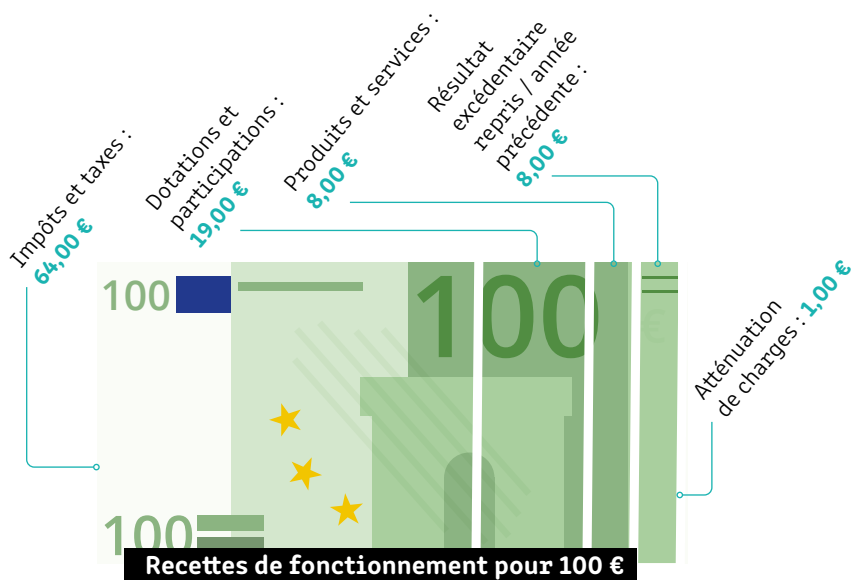 Impôts et taxes :
64,00 €
Dotations et
participations :
19,00 €
Produits et services :
8,00 €
Résultat
excédentaire
repris / année
précédente :
8,00 €
Atténuation
de charges : 1,00 €
100
100
€
100
Recettes de fonctionnement pour 100 €